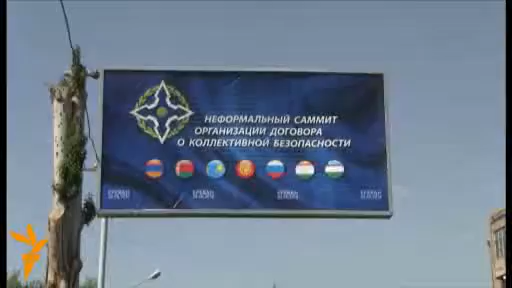 НЕФОРМАЛЬНЫЙ САММИТ
ОРГАНИЗАЦИИ ДОГОВОРА
О КОЛЛЕКТИВНОЙ БЕЗОПАСНОСТИ